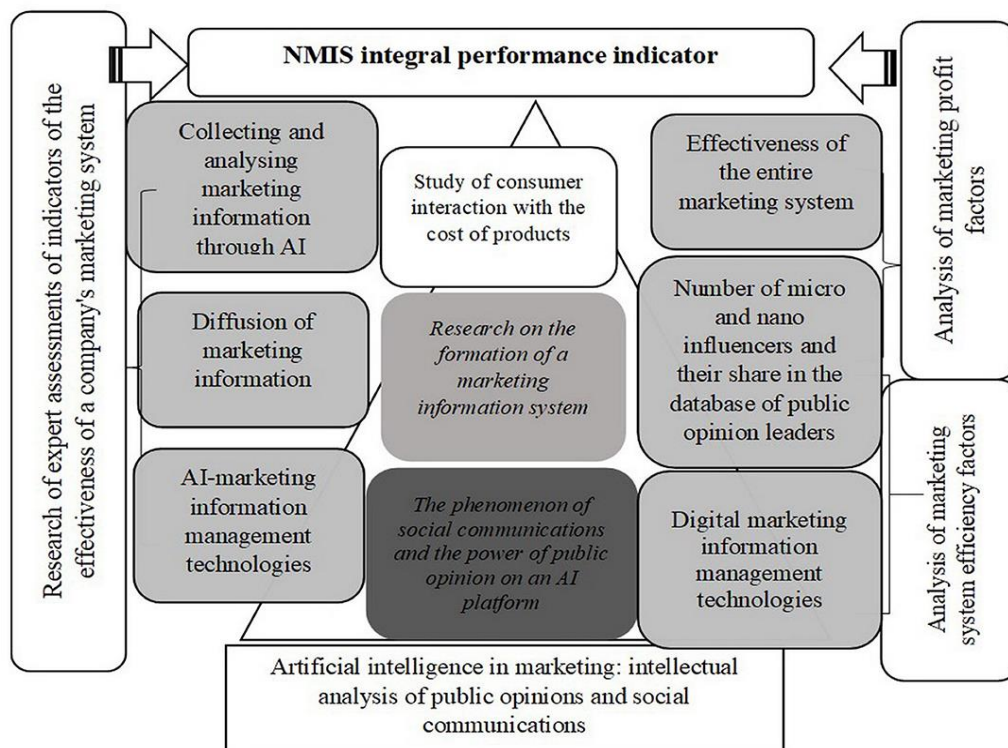 NMIS integral performance indicator
Research of expert assessments of indicators of the
effectiveness of a company's marketing system
Collecting and
analysing
marketing
information
through AI
Diffusion of
marketing
information
AI-marketing
information
management
technologies
Study of consumer
interaction with the
cost of products
Research on the
formation of a
marketing
information system
The phenomenon of
social communications
and the power of public
opinion on an AI
platform
Effectiveness of
the entire
marketing system
Number of micro
and nano
influencers and
their share in the
database of public
opinion leaders
Digital marketing
information
management
technologies
Analysis of marketing profit
factors
Analysis of marketing
system efficiency factors
Artificial intelligence in marketing: intellectual
analysis of public opinions and social
communications